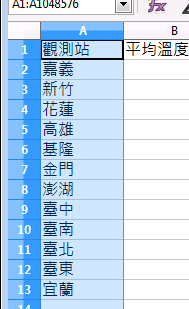 A1:A1048576
A B
1 觀測站 平均溫度
2 嘉義
3 新竹
4 花蓮
5 高雄
6 基隆
7 金門
8 澎湖
9 臺中
10 臺南
11 臺北
12 臺東
13 宜蘭